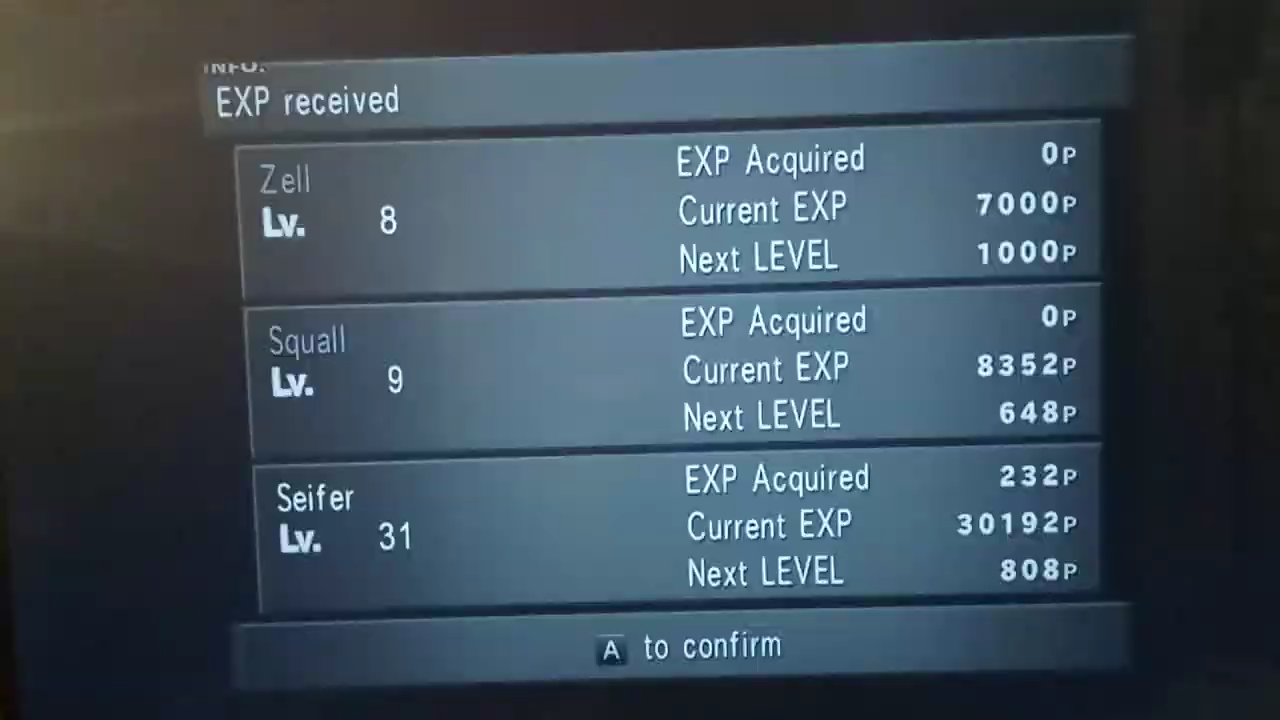 INFO.
EXP received
Zell
Lv. 8
EXP Acquired 0P
Current EXP 7000P
Next LEVEL 1000P
Squall
Lv. 9
EXP Acquired 0P
Current EXP 8352P
Next LEVEL 648P
Seifer
Lv. 31
EXP Acquired 232P
Current EXP 30192P
Next LEVEL 808P
A to confirm